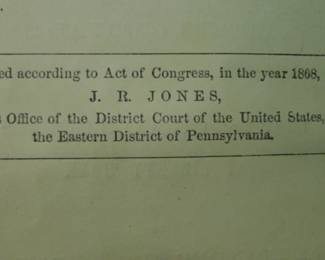 ed according to Act of Congress, in the year 1868,
J. R. JONES,
Office of the District Court of the United States,
the Eastern District of Pennsylvania.